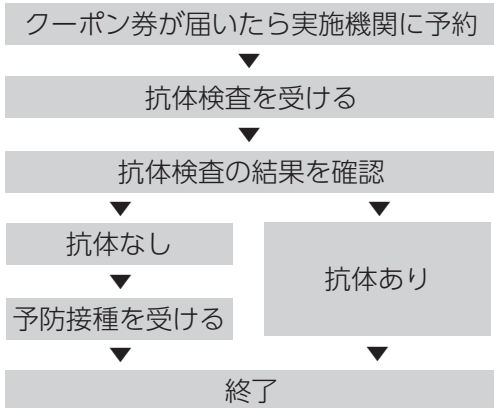 クーポン券が届いたら実施機関に予約
▼
抗体検査を受ける
▼
抗体検査の結果を確認
▼ ▼
抗体なし
▼
予防接種を受ける
抗体あり
▼ ▼
終了